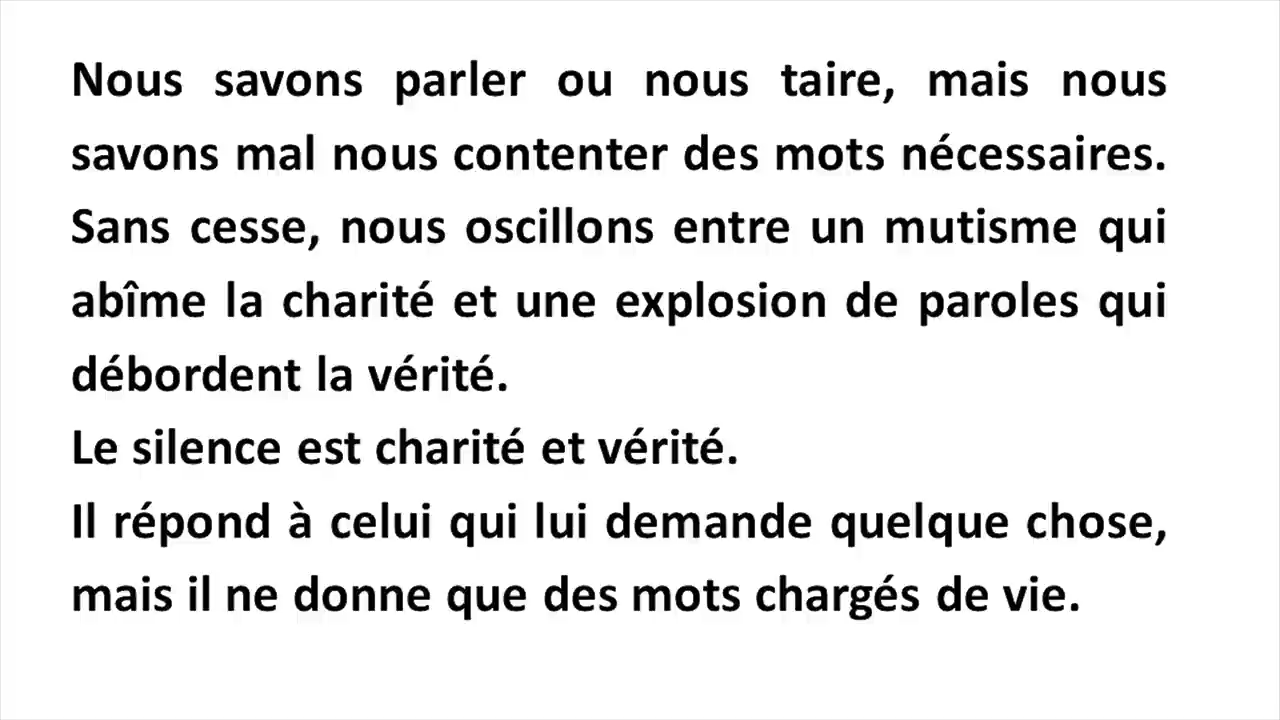 Nous savons parler ou nous taire, mais nous
savons mal nous contenter des mots nécessaires.
Sans cesse, nous oscillons entre un mutisme qui
abîme la charité et une explosion de paroles qui
débordent la vérité.
Le silence est charité et vérité.
Il répond à celui qui lui demande quelque chose,
mais il ne donne que des mots chargés de vie.